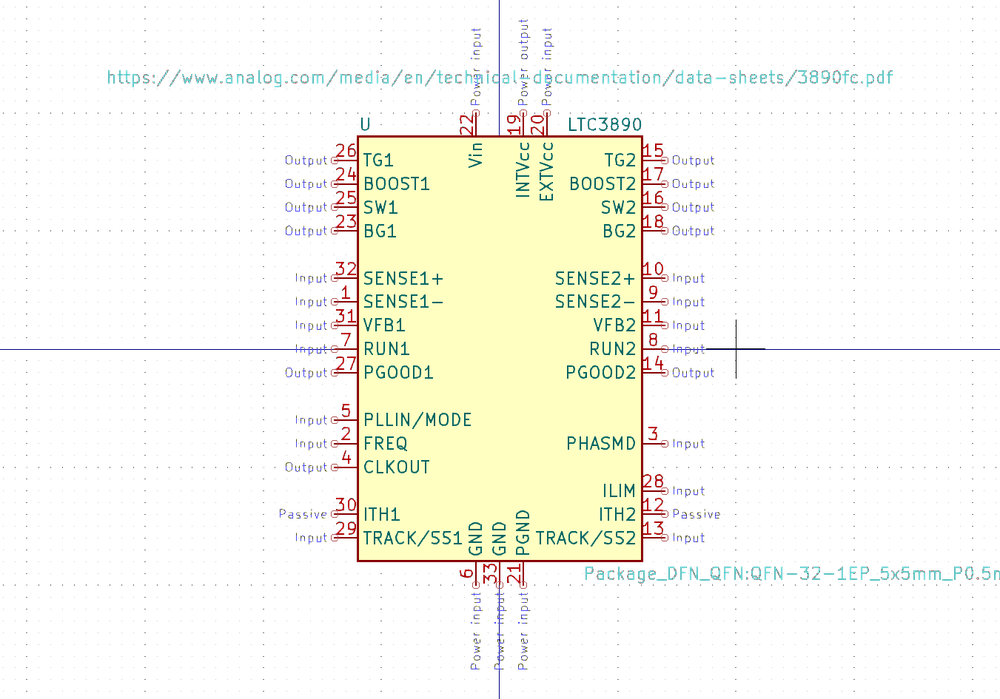 Power input
Power output
Power input
https://www.analog.com/media/en/technical-documentation/data-sheets/3890fc.pdf
22
19
20
U
LTC3890
Vin
INTVcc
EXTVcc
Output 26 TG1
TG2 15 Output
Output 24 BOOST1
BOOST2 17 Output
Output 25 SW1
SW2 16 Output
Output 23 BG1
BG2 18 Output
Input 32 SENSE1+
SENSE2+ 10 Input
Input 1 SENSE1-
SENSE2- 9 Input
Input 31 VFB1
VFB2 11 Input
Input 7 RUN1
RUN2 8 Input
Output 27 PGOOD1
PGOOD2 14 Output
Input 5 PLLIN/MODE
Input 2 FREQ
PHASMD 3 Input
Output 4 CLKOUT
ILIM 28 Input
Passive 30 ITH1
ITH2 12 Passive
Input 29 TRACK/SS1
TRACK/SS2 13 Input
GND
GND
PGND
6
33
21
Package_DFN_QFN:QFN-32-1EP_5x5mm_P0.5m
Power input
Power input
Power input